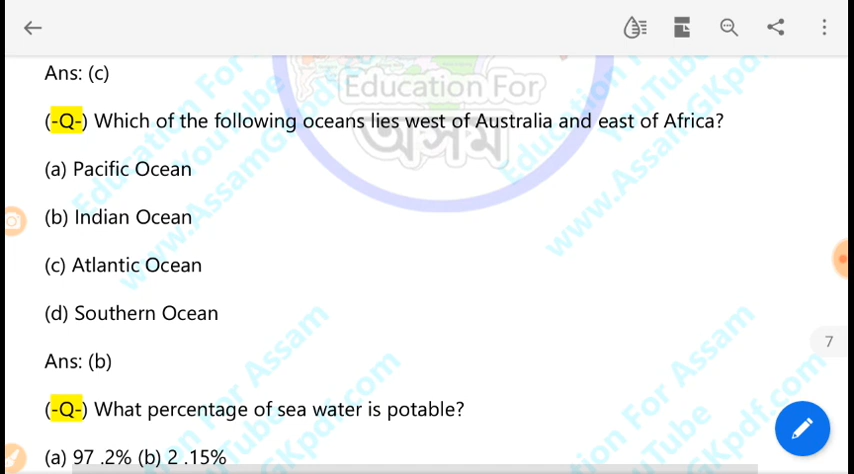 Ans: (c)
Education For
অসম
(-Q-) Which of the following oceans lies west of Australia and east of Africa?
(a) Pacific Ocean
(b) Indian Ocean
(c) Atlantic Ocean
(d) Southern Ocean
Ans: (b)
7
(-Q-) What percentage of sea water is potable?
(a) 97 .2% (b) 2 .15%
Education For Assam
YouTube
www.AssamGKpdf.com